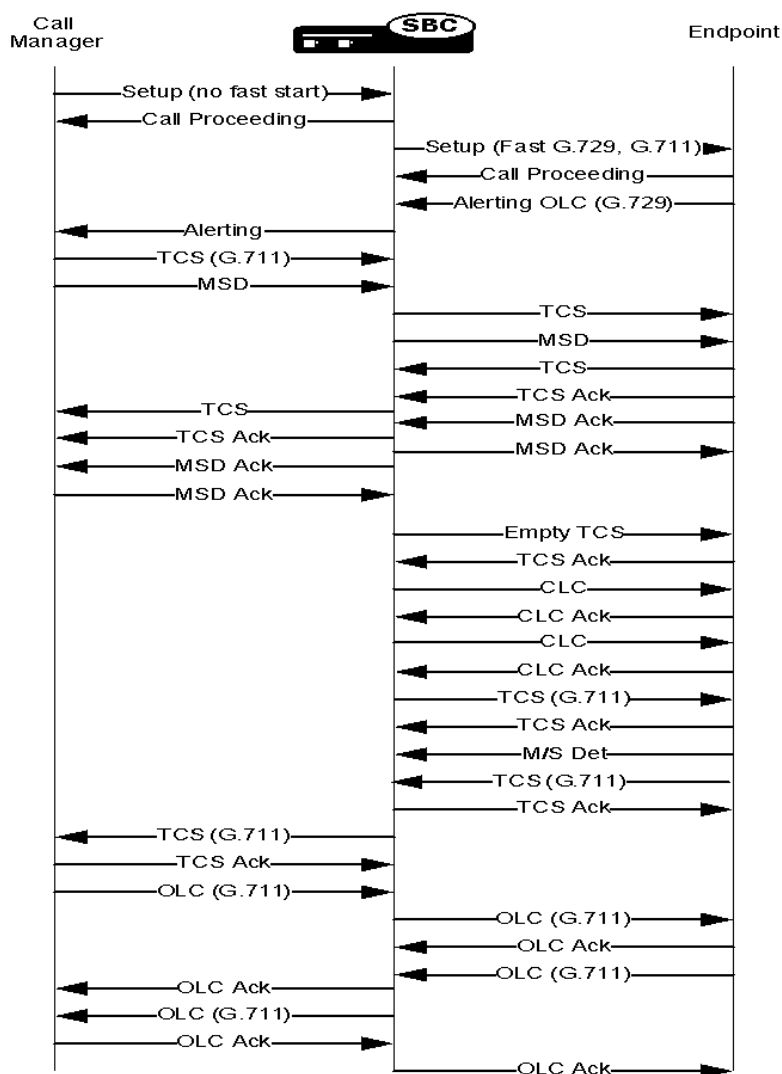 Call
Manager
SBC
Endpoint
Setup (no fast start)
Call Proceeding
Setup (Fast G.729, G.711)
Call Proceeding
Alerting OLC (G.729)
Alerting
TCS (G.711)
MSD
TCS
MSD
TCS
TCS Ack
TCS
MSD Ack
TCS Ack
MSD Ack
MSD Ack
MSD Ack
Empty TCS
TCS Ack
CLC
CLC Ack
CLC
CLC Ack
TCS (G.711)
TCS Ack
M/S Det
TCS (G.711)
TCS Ack
TCS (G.711)
TCS Ack
OLC (G.711)
OLC (G.711)
OLC Ack
OLC (G.711)
OLC Ack
OLC (G.711)
OLC Ack
OLC Ack